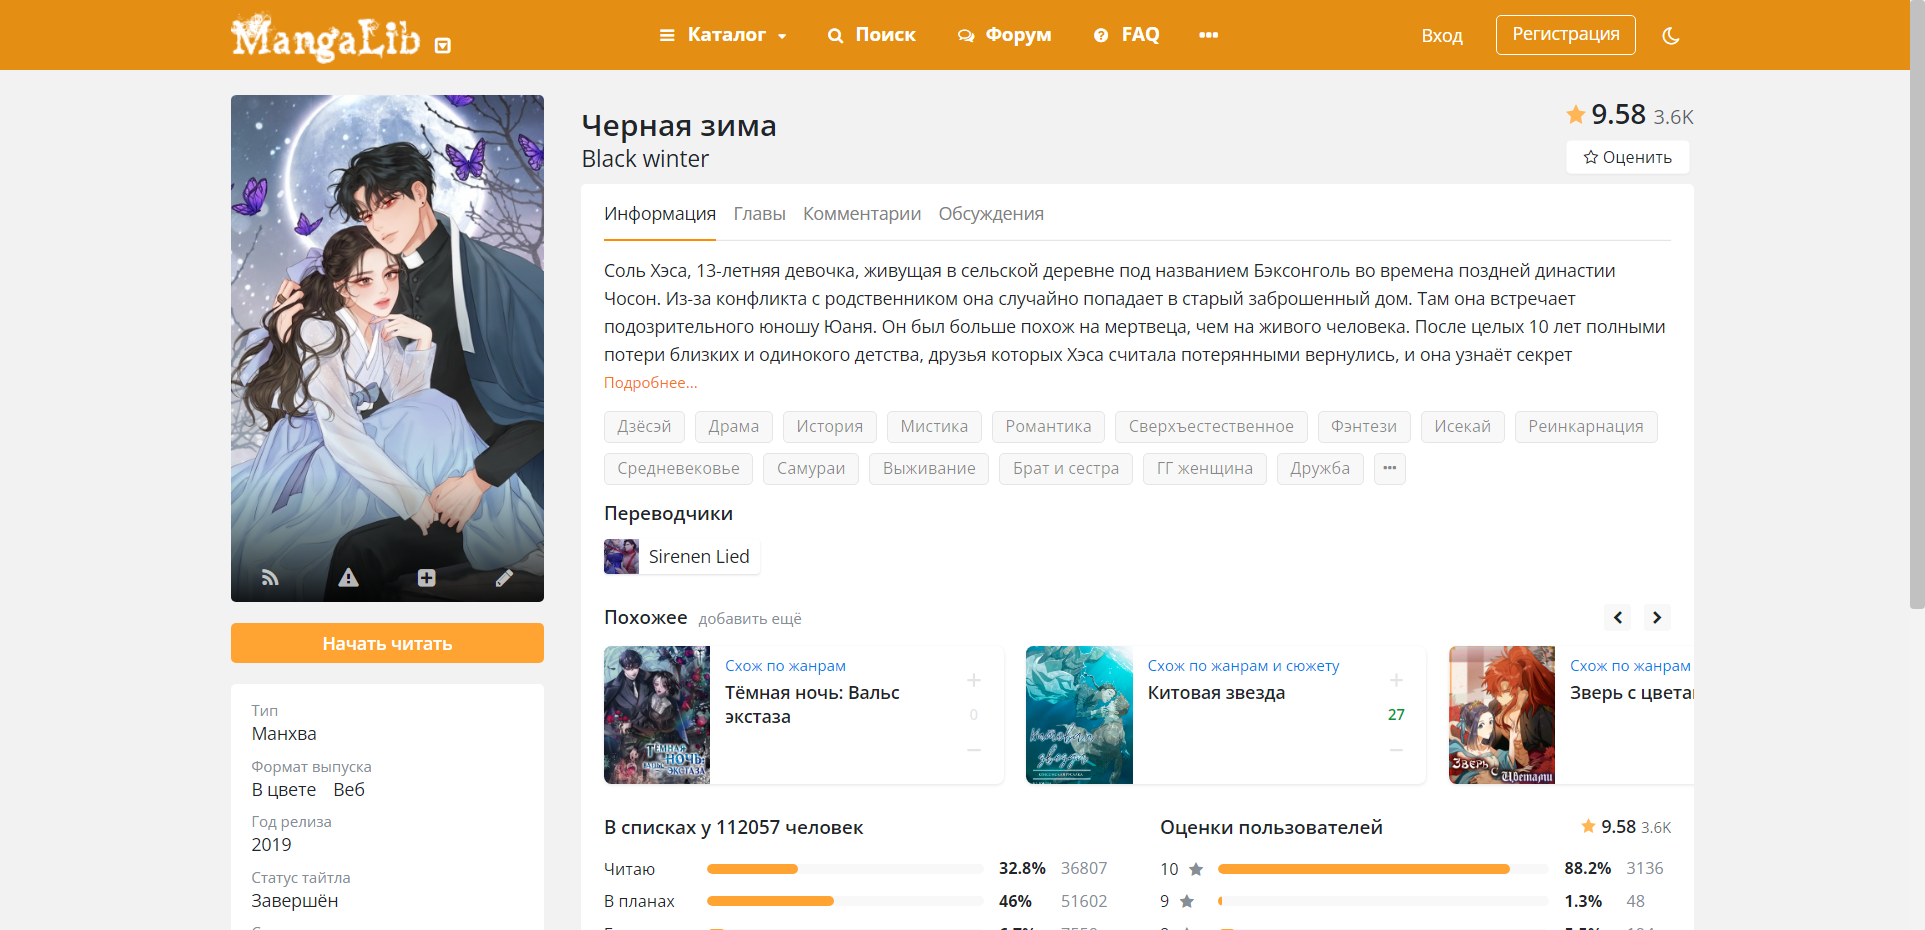 MangaLib
Каталог Поиск Форум FAQ
Вход Регистрация
Черная зима
Black winter
9.58 3.6K
Оценить
Информация Главы Комментарии Обсуждения
Соль Хэса, 13-летняя девочка, живущая в сельской деревне под названием Бэксонголь во времена поздней династии
Чосон. Из-за конфликта с родственником она случайно попадает в старый заброшенный дом. Там она встречает
подозрительного юношу Юаня. Он был больше похож на мертвеца, чем на живого человека. После целых 10 лет полными
потери близких и одинокого детства, друзья которых Хэса считала потерянными вернулись, и она узнаёт секрет
Подробнее...
Дзёсэй Драма История Мистика Романтика Сверхъестественное Фэнтези Исекай Реинкарнация
Средневековье Самураи Выживание Брат и сестра ГГ женщина Дружба
Переводчики
Sirenen Lied
Похожее добавить ещё
Схож по жанрам
Тёмная ночь: Вальс
экстаза
0
ТЁМНАЯ
НОЧЬ:
ЭКСТАЗА
Схож по жанрам и сюжету
Китовая звезда
27
Китовая
звезда
Схож по жанрам
Зверь с цвета
Зверь с
Цветами
Начать читать
Тип
Манхва
Формат выпуска
В цвете Веб
Год релиза
2019
Статус тайтла
Завершён
В списках у 112057 человек
Читаю 32.8% 36807
В планах 46% 51602
Оценки пользователей 9.58 3.6K
10 88.2% 3136
9 1.3% 48